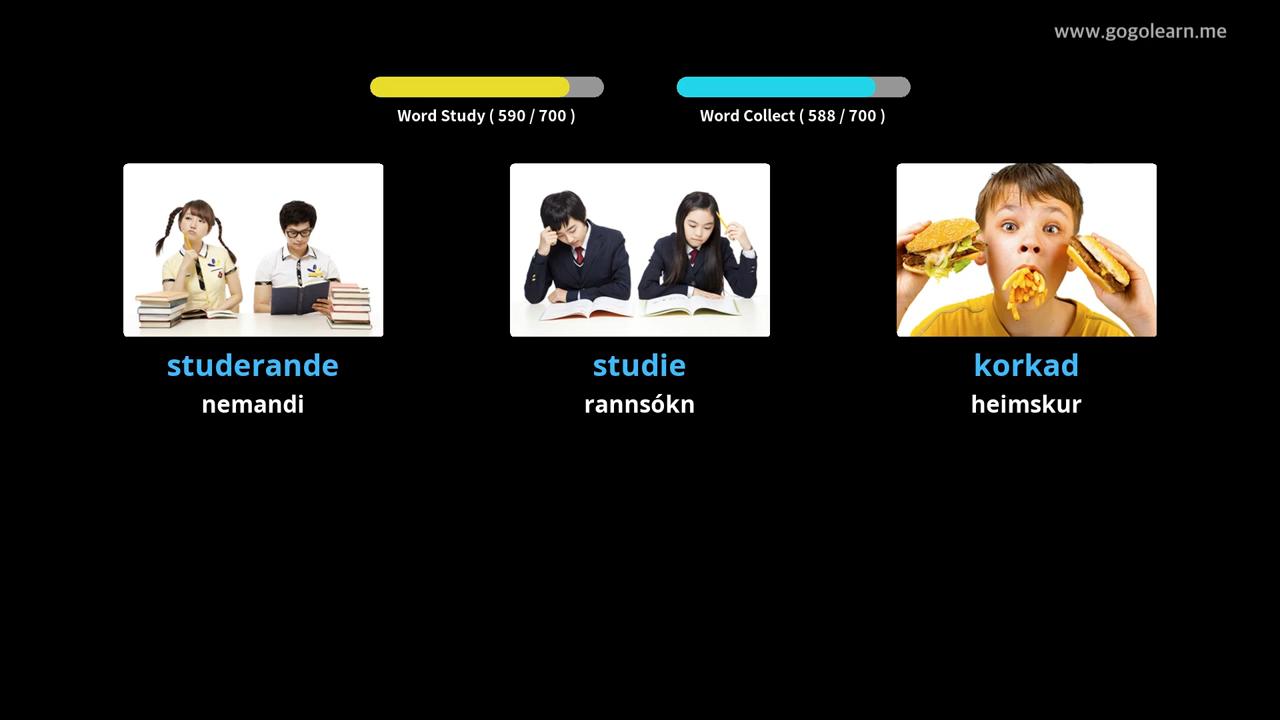 www.gogolearn.me
Word Study ( 590 / 700 )
Word Collect ( 588 / 700 )
studerande
nemandi
studie
rannsókn
korkad
heimskur